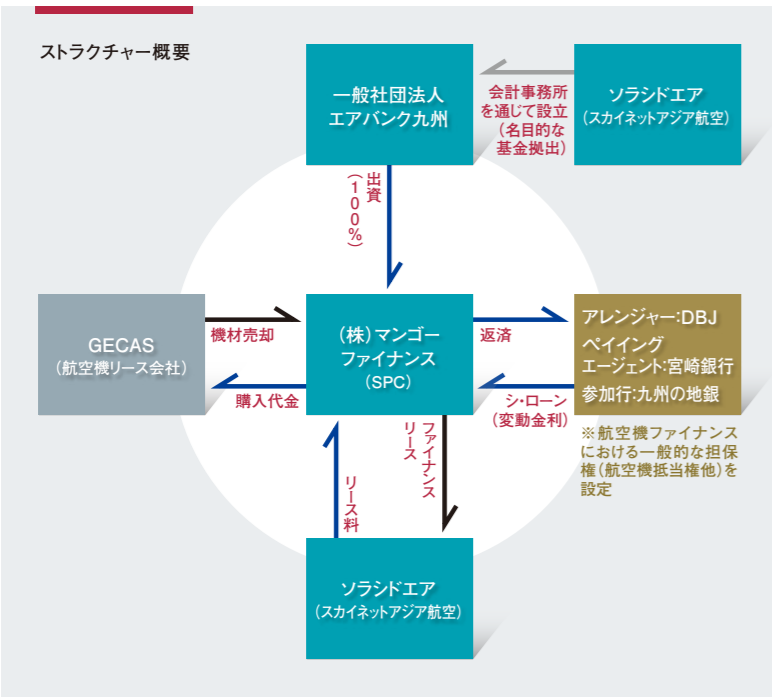 ストラクチャー概要
一般社団法人
エアバンク九州
会計事務所
を通じて設立
(名目的な
基金拠出)
ソラシドエア
(スカイネットアジア航空)
出資
(100%)
GECAS
(航空機リース会社)
機材売却
購入代金
(株)マンゴー
ファイナンス
(SPC)
返済
シ・ローン
(変動金利)
アレンジャー:DBJ
ペイイング
エージェント:宮崎銀行
参加行:九州の地銀
※航空機ファイナンス
における一般的な担保
権(航空機抵当権他)を
設定
ファイナンス
リース
リース料
ソラシドエア
(スカイネットアジア航空)